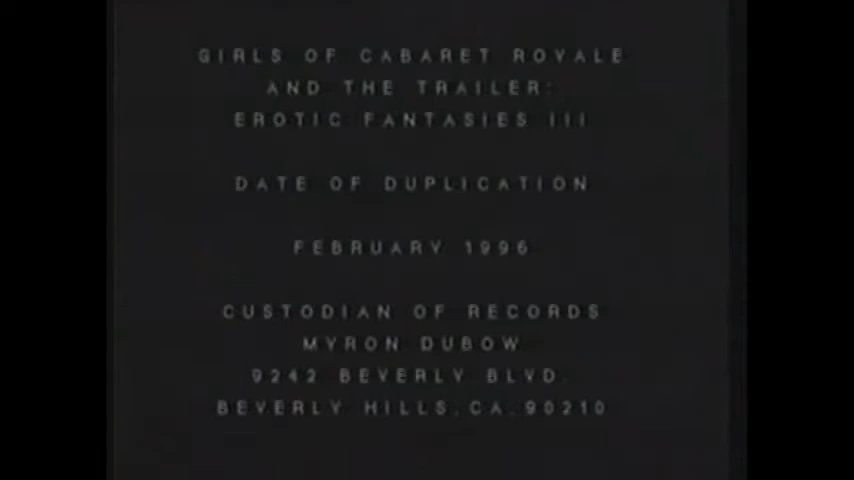 GIRLS OF CABARET ROYALE
AND THE TRAILER:
EROTIC FANTASIES III
DATE OF DUPLICATION
FEBRUARY 1996
CUSTODIAN OF RECORDS
MYRON DUBOW
9242 BEVERLY BLVD.
BEVERLY HILLS, CA. 90210